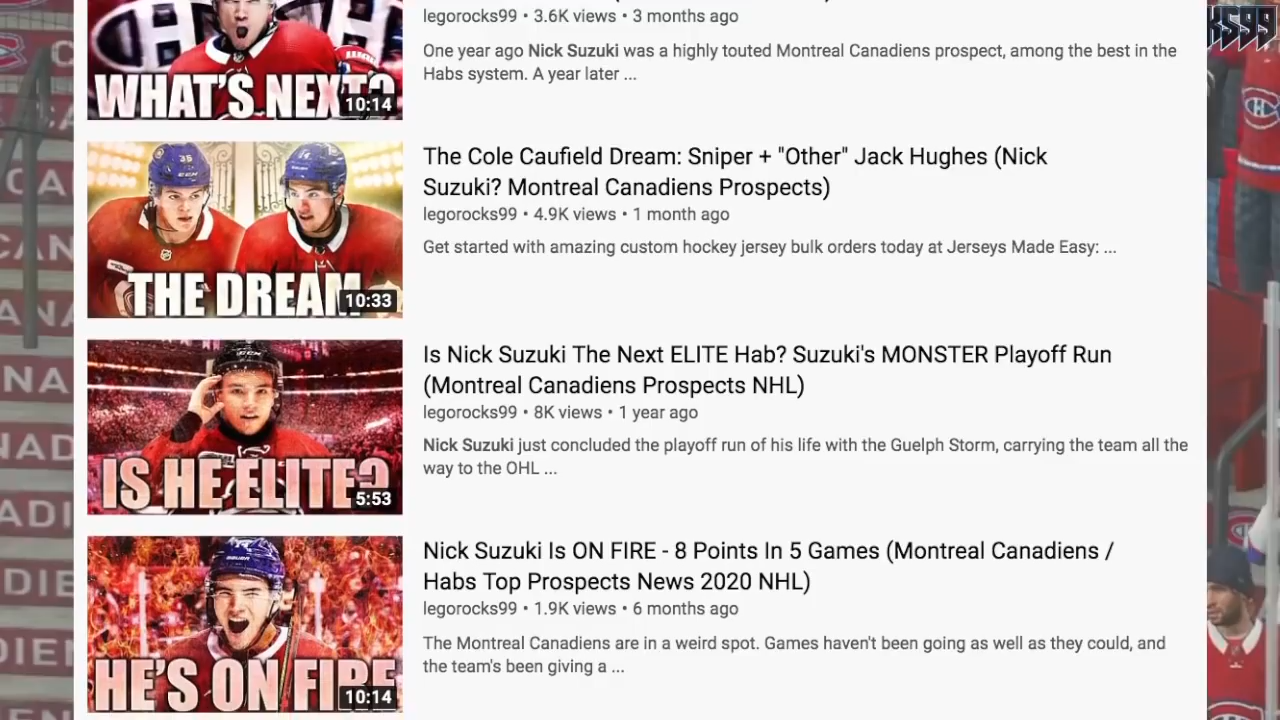 legorocks99 • 3.6K views • 3 months ago
One year ago Nick Suzuki was a highly touted Montreal Canadiens prospect, among the best in the
Habs system. A year later ...
WHAT'S NEXT?
10:14
The Cole Caufield Dream: Sniper + "Other" Jack Hughes (Nick
Suzuki? Montreal Canadiens Prospects)
legorocks99 • 4.9K views • 1 month ago
Get started with amazing custom hockey jersey bulk orders today at Jerseys Made Easy: ...
THE DREAM
10:33
Is Nick Suzuki The Next ELITE Hab? Suzuki's MONSTER Playoff Run
(Montreal Canadiens Prospects NHL)
legorocks99 • 8K views • 1 year ago
Nick Suzuki just concluded the playoff run of his life with the Guelph Storm, carrying the team all the
way to the OHL ...
IS HE ELITE?
5:53
Nick Suzuki Is ON FIRE - 8 Points In 5 Games (Montreal Canadiens /
Habs Top Prospects News 2020 NHL)
legorocks99 • 1.9K views • 6 months ago
The Montreal Canadiens are in a weird spot. Games haven't been going as well as they could, and
the team's been giving a ...
HE'S ON FIRE
10:14
KS99